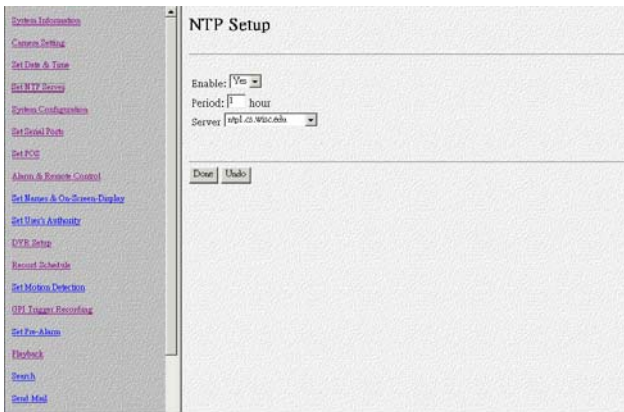 System Information
Camera Setting
Set Date & Time
Set NTP Server
System Configuration
Set Serial Ports
Set POS
Alarm & Remote Control
Set Names & On-Screen-Display
Set User's Authority
DVR Setup
Record Schedule
Set Motion Detection
GPI Trigger Recording
Set Pre-Alarm
Playback
Search
Send Mail
NTP Setup
Enable: Yes
Period: 1 hour
Server ntp1.cs.wisc.edu
Done Undo